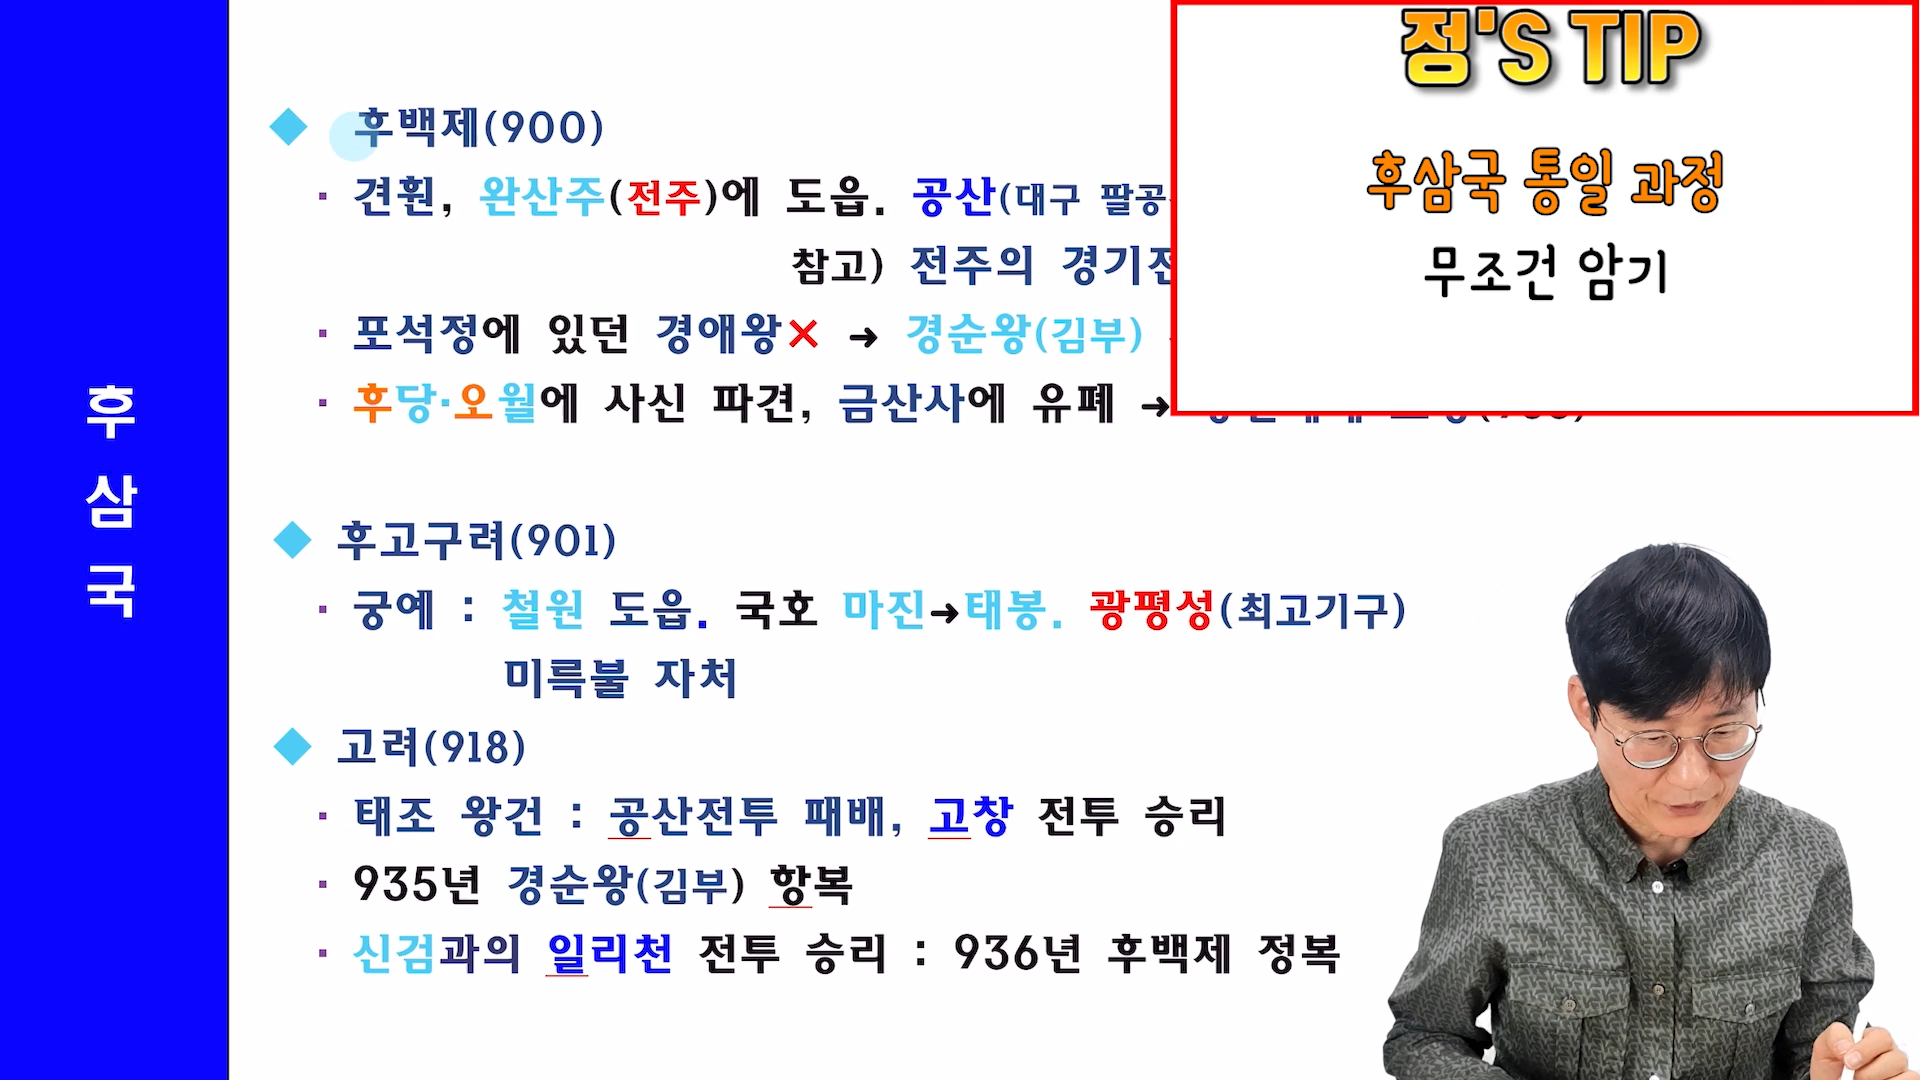 후삼국
후백제(900)
견훤, 완산주(전주)에 도읍. 공산(대구 팔공
참고) 전주의 경기전
포석정에 있던 경애왕✕ → 경순왕(김부)
후당·오월에 사신 파견, 금산사에 유폐 →
후고구려(901)
궁예 : 철원 도읍. 국호 마진→태봉. 광평성(최고기구)
미륵불 자처
고려(918)
태조 왕건 : 공산전투 패배, 고창 전투 승리
935년 경순왕(김부) 항복
신검과의 일리천 전투 승리 : 936년 후백제 정복
점'S TIP
후삼국 통일 과정
무조건 암기